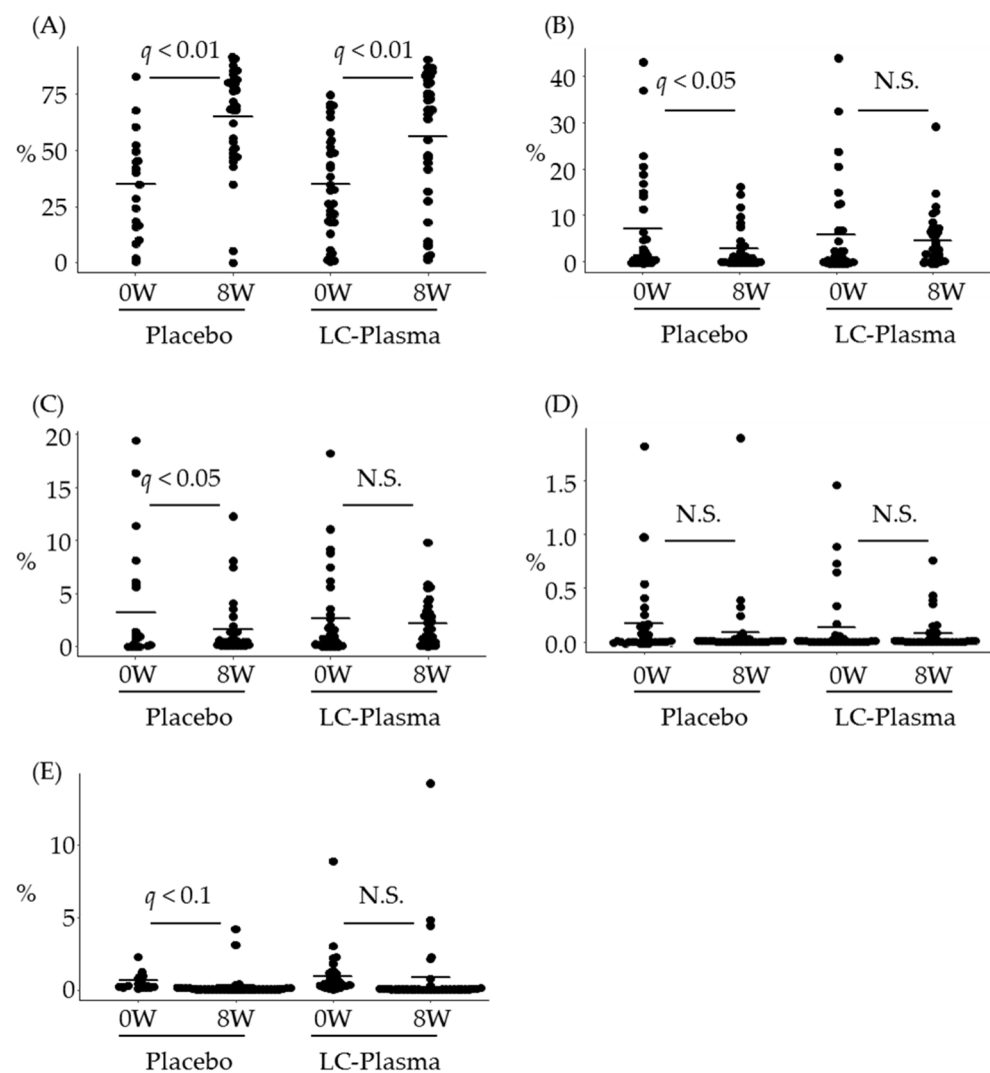 (A)
q < 0.01 q < 0.01
75
50
%
25
0
0W 8W 0W 8W
Placebo LC-Plasma
(B)
40
q < 0.05 N.S.
30
%
20
10
0
0W 8W 0W 8W
Placebo LC-Plasma
(C)
20
q < 0.05 N.S.
15
10
%
5
0
0W 8W 0W 8W
Placebo LC-Plasma
(D)
1.5
N.S. N.S.
1.0
%
0.5
0.0
0W 8W 0W 8W
Placebo LC-Plasma
(E)
10
%
q < 0.1 N.S.
5
0
0W 8W 0W 8W
Placebo LC-Plasma